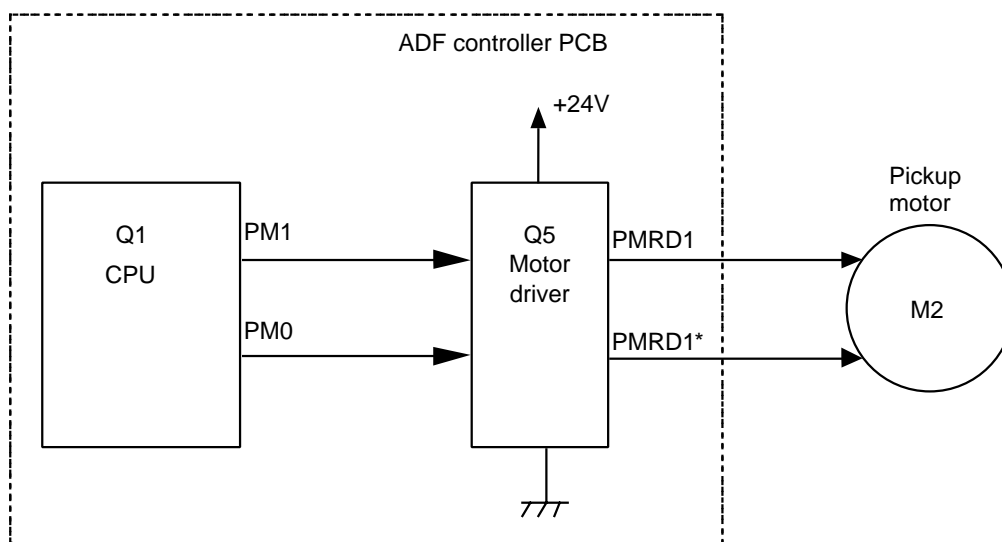 ADF controller PCB
+24V
Pickup
motor
Q1
CPU
PM1
PM0
Q5
Motor
driver
PMRD1
PMRD1*
M2